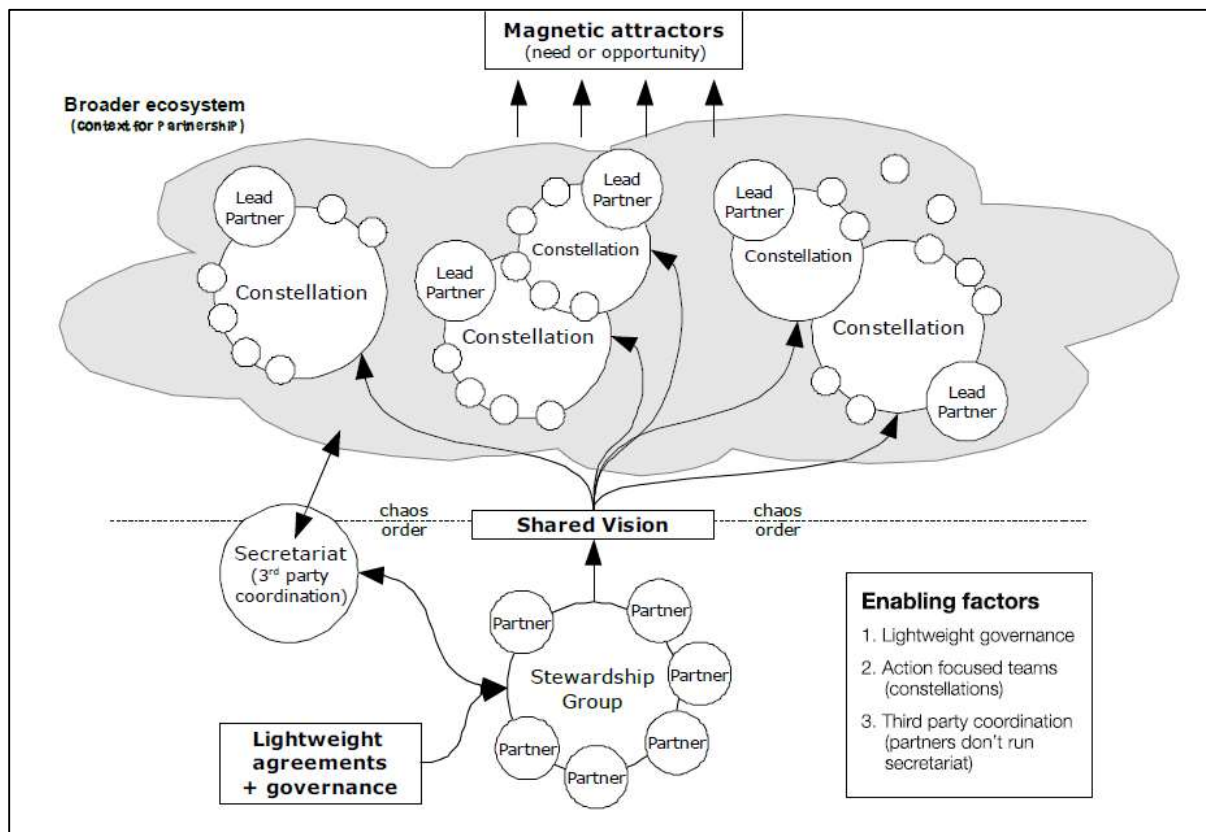 Magnetic attractors
(need or opportunity)
Broader ecosystem
(context for Partnership)
Lead
Partner
Constellation
Lead
Partner
Constellation
Lead
Partner
Constellation
Lead
Partner
Constellation
Constellation
Lead
Partner
chaos
order
Shared Vision
chaos
order
Secretariat
(3rd party
coordination)
Partner
Partner
Partner
Partner
Partner
Partner
Stewardship
Group
Lightweight
agreements
+ governance
Enabling factors
1. Lightweight governance
2. Action focused teams
(constellations)
3. Third party coordination
(partners don't run
secretariat)